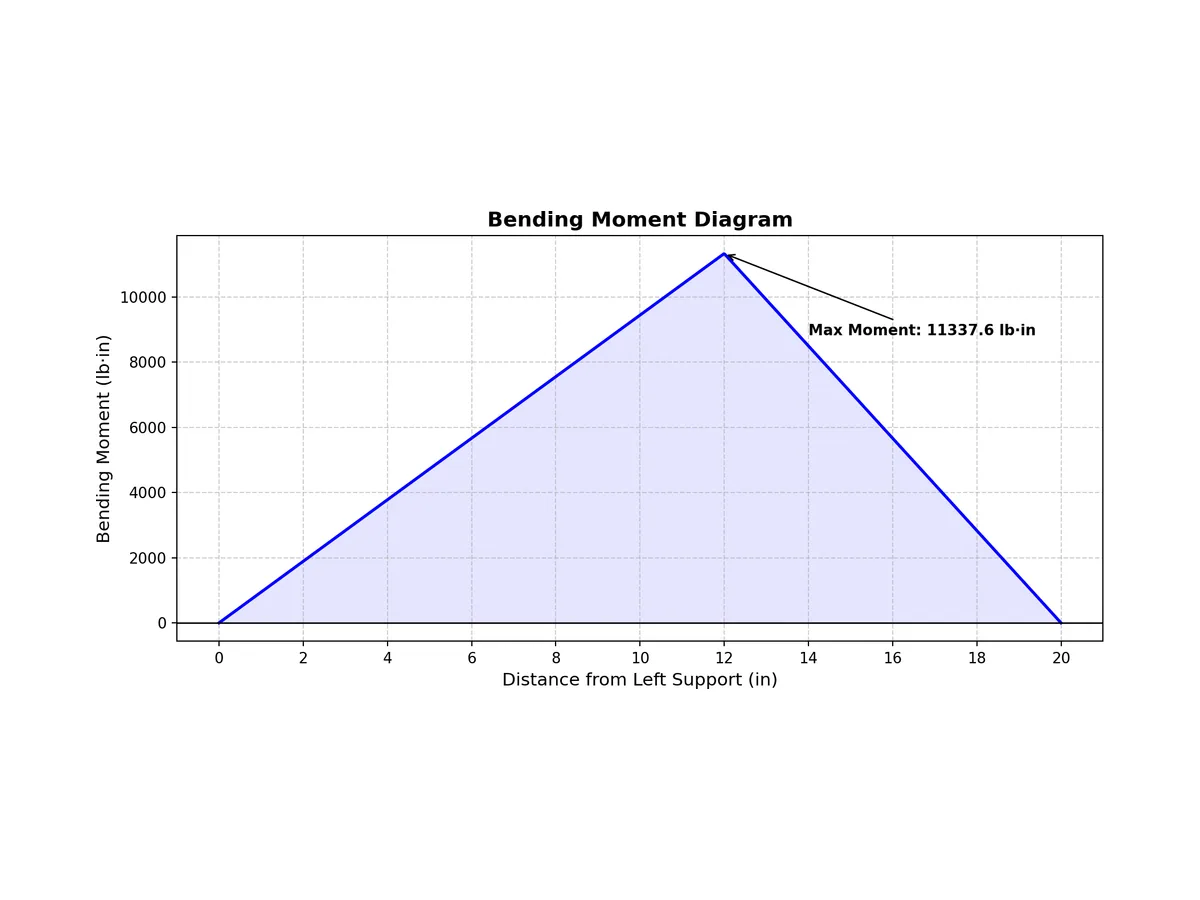 Bending Moment Diagram
Bending Moment (lb·in)
10000
8000
6000
4000
2000
0
Max Moment: 11337.6 lb·in
0 2 4 6 8 10 12 14 16 18 20
Distance from Left Support (in)